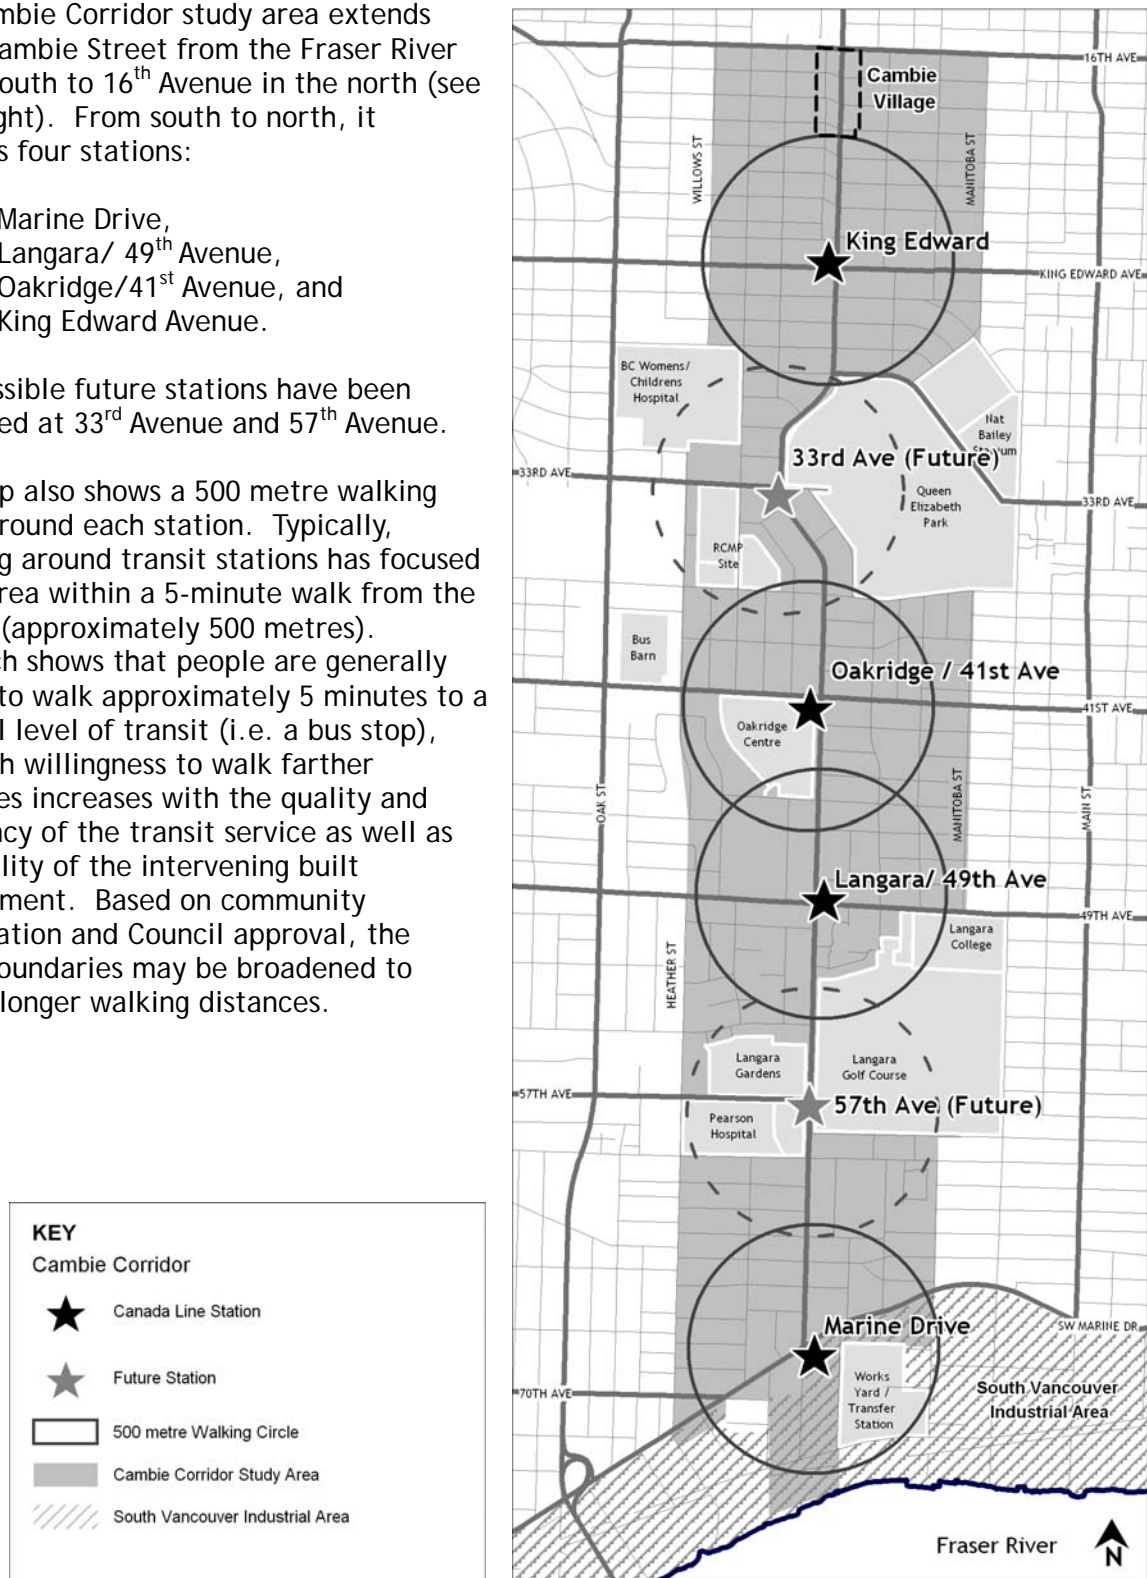 mbie Corridor study area extends
ambie Street from the Fraser River
outh to 16th Avenue in the north (see
ght). From south to north, it
s four stations:
Marine Drive,
Langara/ 49th Avenue,
Oakridge/41st Avenue, and
King Edward Avenue.
ssible future stations have been
ed at 33rd Avenue and 57th Avenue.
p also shows a 500 metre walking
round each station. Typically,
g around transit stations has focused
rea within a 5-minute walk from the
(approximately 500 metres).
ch shows that people are generally
to walk approximately 5 minutes to a
l level of transit (i.e. a bus stop),
h willingness to walk farther
es increases with the quality and
cy of the transit service as well as
lity of the intervening built
ment. Based on community
ation and Council approval, the
oundaries may be broadened to
longer walking distances.
KEY
Cambie Corridor
Canada Line Station
Future Station
500 metre Walking Circle
Cambie Corridor Study Area
South Vancouver Industrial Area
16TH AVE
Cambie
Village
WILLOWS ST
MANITOBA ST
King Edward
KING EDWARD AVE
BC Womens/
Childrens
Hospital
Nat
Bailey
Stadium
33RD AVE
33rd Ave (Future)
Queen
Elizabeth
Park
33RD AVE
RCMP
Site
Bus
Barn
Oakridge / 41st Ave
41ST AVE
Oakridge
Centre
OAK ST
MANITOBA ST
MAIN ST
Langara/ 49th Ave
49TH AVE
Langara
College
HEATHER ST
Langara
Gardens
Langara
Golf Course
57TH AVE
57th Ave (Future)
Pearson
Hospital
Marine Drive
SW MARINE DR
70TH AVE
Works
Yard /
Transfer
Station
South Vancouver
Industrial Area
Fraser River
N